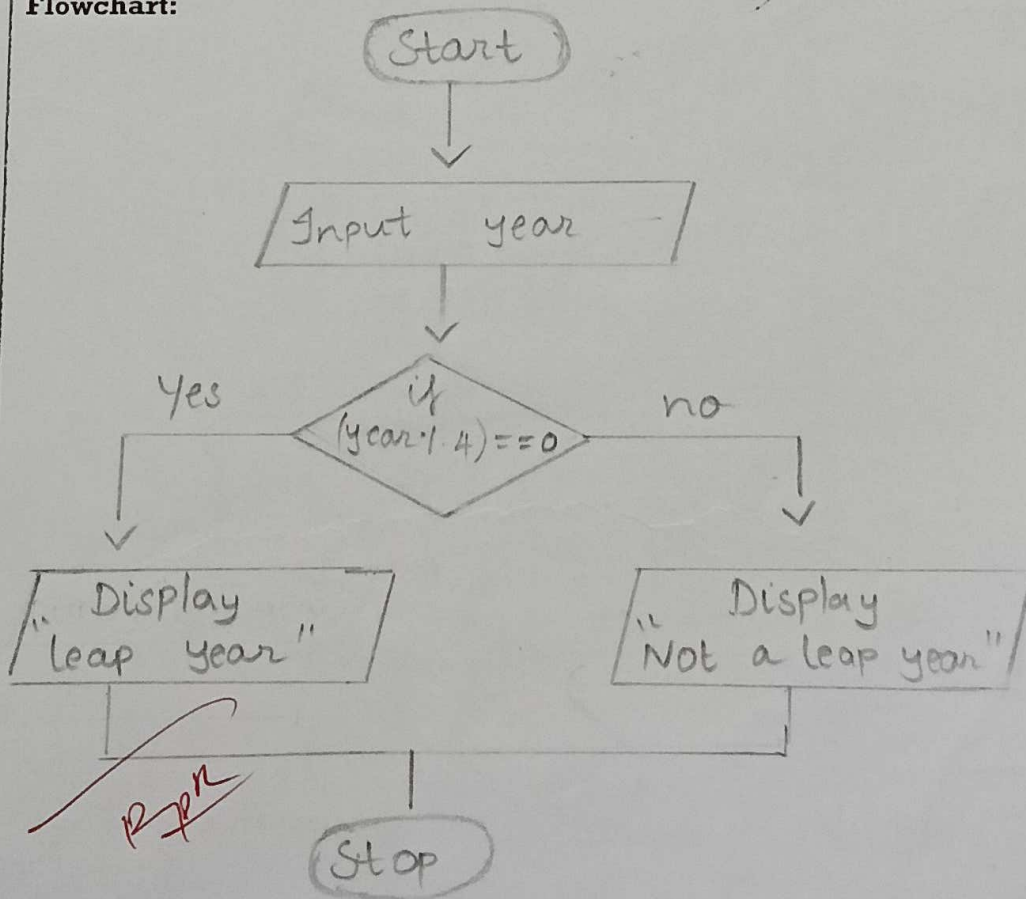 Flowchart:
Start
Input year
if
Yes
(year % 4) == 0
no
Display
"leap year"
Display
"Not a leap year"
Stop